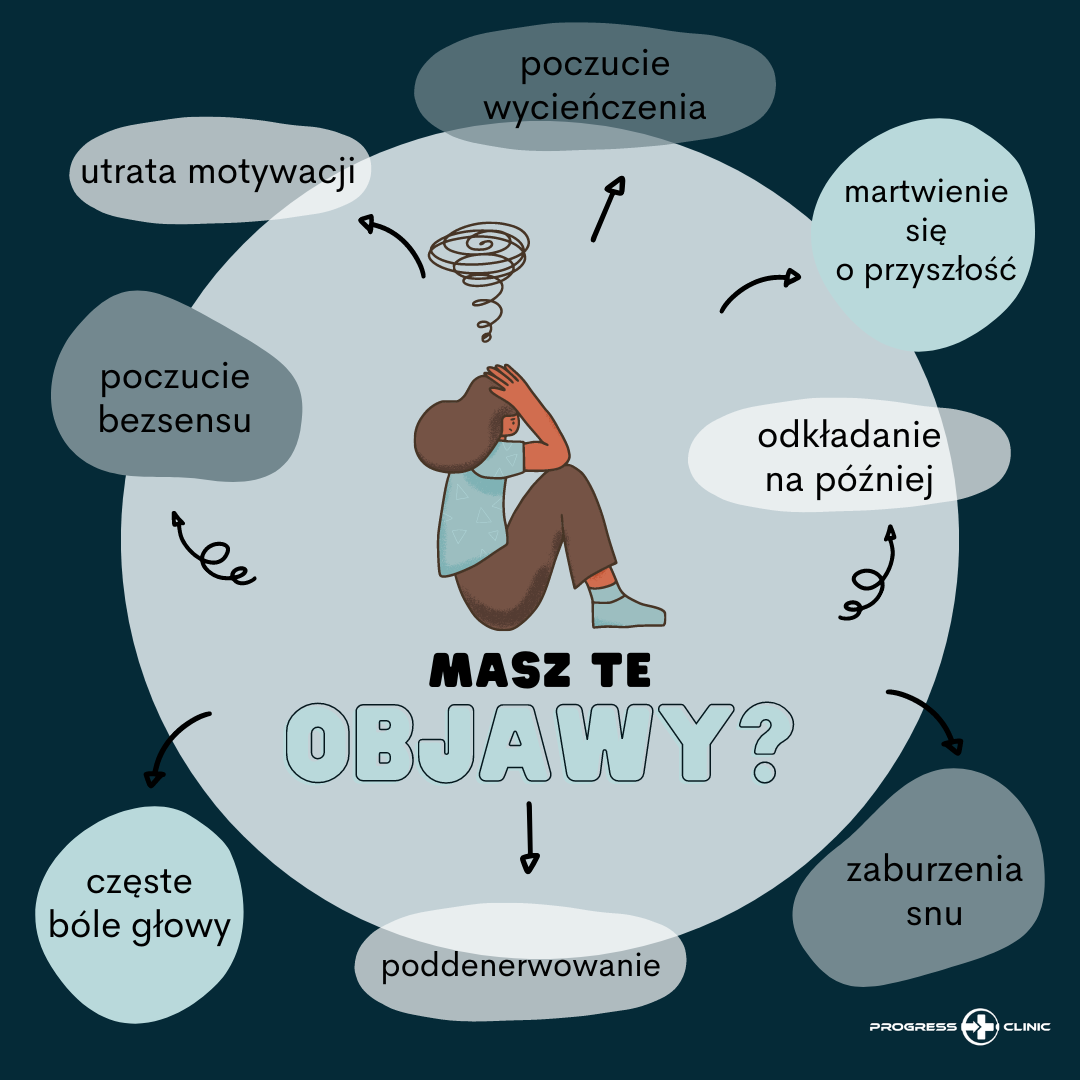 poczucie
wycieńczenia
utrata motywacji
martwienie
się
o przyszłość
poczucie
bezsensu
odkładanie
na później
MASZ TE
OBJAWY?
częste
bóle głowy
zaburzenia
snu
poddenerwowanie
PROGRESS CLINIC